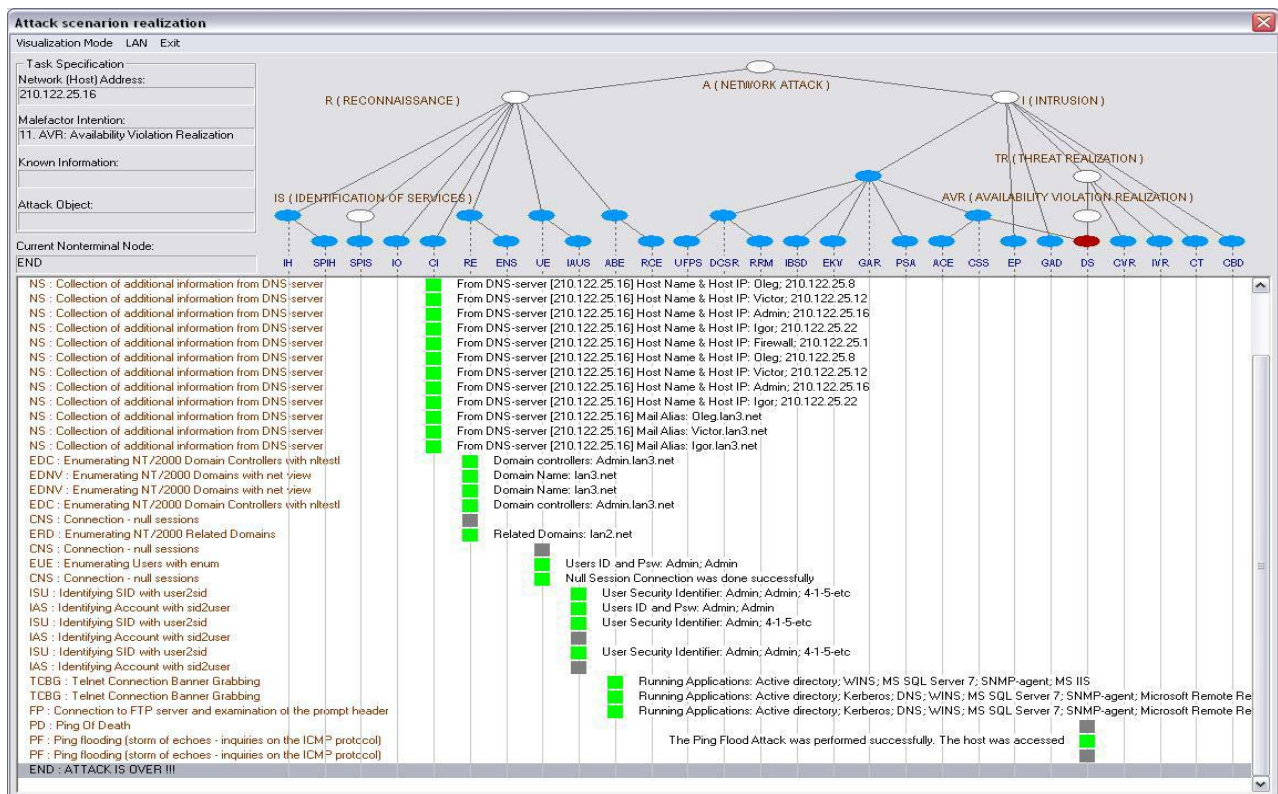 Attack scenarion realization
Visualization Mode LAN Exit
Task Specification
Network (Host) Address:
210.122.25.16
Malefactor Intention:
11. AVR: Availability Violation Realization
Known Information:
Attack Object:
Current Nonterminal Node:
END
A ( NETWORK ATTACK )
R ( RECONNAISSANCE )
I ( INTRUSION )
TR ( THREAT REALIZATION )
IS ( IDENTIFICATION OF SERVICES )
AVR ( AVAILABILITY VIOLATION REALIZATION )
IH SPIH SPIS IO CI RE ENS UE IAUS ABE RCE UFPS DCSR RRM IBSD EKV GAR PSA ACE CSS EP GAD DS CVR IVR CT CBD
NS : Collection of additional information from DNS-server From DNS-server [210.122.25.16] Host Name & Host IP: Oleg; 210.122.25.8
NS : Collection of additional information from DNS-server From DNS-server [210.122.25.16] Host Name & Host IP: Victor; 210.122.25.12
NS : Collection of additional information from DNS-server From DNS-server [210.122.25.16] Host Name & Host IP: Admin; 210.122.25.16
NS : Collection of additional information from DNS-server From DNS-server [210.122.25.16] Host Name & Host IP: Igor; 210.122.25.22
NS : Collection of additional information from DNS-server From DNS-server [210.122.25.16] Host Name & Host IP: Firewall; 210.122.25.1
NS : Collection of additional information from DNS-server From DNS-server [210.122.25.16] Host Name & Host IP: Oleg; 210.122.25.8
NS : Collection of additional information from DNS-server From DNS-server [210.122.25.16] Host Name & Host IP: Victor; 210.122.25.12
NS : Collection of additional information from DNS-server From DNS-server [210.122.25.16] Host Name & Host IP: Admin; 210.122.25.16
NS : Collection of additional information from DNS-server From DNS-server [210.122.25.16] Host Name & Host IP: Igor; 210.122.25.22
NS : Collection of additional information from DNS-server From DNS-server [210.122.25.16] Mail Alias: Oleg.lan3.net
NS : Collection of additional information from DNS-server From DNS-server [210.122.25.16] Mail Alias: Victor.lan3.net
NS : Collection of additional information from DNS-server From DNS-server [210.122.25.16] Mail Alias: Igor.lan3.net
EDC : Enumerating NT/2000 Domain Controllers with nltestl Domain controllers: Admin.lan3.net
EDNV : Enumerating NT/2000 Domains with net view Domain Name: lan3.net
EDNV : Enumerating NT/2000 Domains with net view Domain Name: lan3.net
EDC : Enumerating NT/2000 Domain Controllers with nltestl Domain controllers: Admin.lan3.net
CNS : Connection - null sessions
ERD : Enumerating NT/2000 Related Domains Related Domains: lan2.net
CNS : Connection - null sessions
EUE : Enumerating Users with enum Users ID and Psw: Admin; Admin
CNS : Connection - null sessions Null Session Connection was done successfully
ISU : Identifying SID with user2sid User Security Identifier: Admin; Admin; 4-1-5-etc
IAS : Identifying Account with sid2user Users ID and Psw: Admin; Admin
ISU : Identifying SID with user2sid User Security Identifier: Admin; 4-1-5-etc
IAS : Identifying Account with sid2user
ISU : Identifying SID with user2sid User Security Identifier: Admin; Admin; 4-1-5-etc
IAS : Identifying Account with sid2user
TCBG : Telnet Connection Banner Grabbing Running Applications: Active directory; WINS; MS SQL Server 7; SNMP-agent; MS IIS
TCBG : Telnet Connection Banner Grabbing Running Applications: Active directory; Kerberos; DNS; WINS; MS SQL Server 7; SNMP-agent; Microsoft Remote Re
FP : Connection to FTP server and examination of the prompt header Running Applications: Active directory; Kerberos; DNS; WINS; MS SQL Server 7; SNMP-agent; Microsoft Remote Re
PD : Ping Of Death
PF : Ping flooding (storm of echoes - inquiries on the ICMP protocol) The Ping Flood Attack was performed successfully. The host was accessed
PF : Ping flooding (storm of echoes - inquiries on the ICMP protocol)
END : ATTACK IS OVER !!!